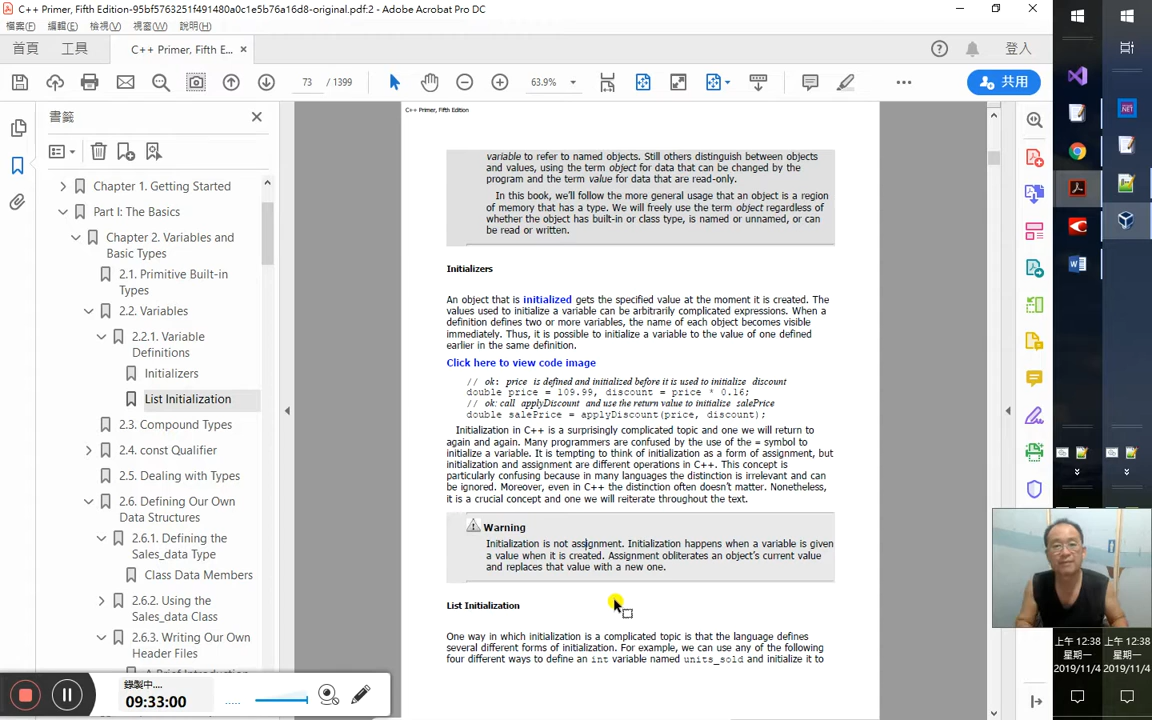 C++ Primer, Fifth Edition-95bf5763251f491480a0c1e5b76a16d8-original.pdf:2 - Adobe Acrobat Pro DC
檔案(F) 編輯(E) 檢視(V) 視窗(W) 說明(H)
首頁 工具 C++ Primer, Fifth E... × 登入
73 / 1399 63.9% 共用
書籤
Chapter 1. Getting Started
Part I: The Basics
Chapter 2. Variables and
Basic Types
2.1. Primitive Built-in
Types
2.2. Variables
2.2.1. Variable
Definitions
Initializers
List Initialization
2.3. Compound Types
2.4. const Qualifier
2.5. Dealing with Types
2.6. Defining Our Own
Data Structures
2.6.1. Defining the
Sales_data Type
Class Data Members
2.6.2. Using the
Sales_data Class
2.6.3. Writing Our Own
Header Files
C++ Primer, Fifth Edition
variable to refer to named objects. Still others distinguish between objects
and values, using the term object for data that can be changed by the
program and the term value for data that are read-only.
In this book, we'll follow the more general usage that an object is a region
of memory that has a type. We will freely use the term object regardless of
whether the object has built-in or class type, is named or unnamed, or can
be read or written.
Initializers
An object that is initialized gets the specified value at the moment it is created. The
values used to initialize a variable can be arbitrarily complicated expressions. When a
definition defines two or more variables, the name of each object becomes visible
immediately. Thus, it is possible to initialize a variable to the value of one defined
earlier in the same definition.
Click here to view code image
// ok: price is defined and initialized before it is used to initialize discount
double price = 109.99, discount = price * 0.16;
// ok: call applyDiscount and use the return value to initialize salePrice
double salePrice = applyDiscount(price, discount);
Initialization in C++ is a surprisingly complicated topic and one we will return to
again and again. Many programmers are confused by the use of the = symbol to
initialize a variable. It is tempting to think of initialization as a form of assignment, but
initialization and assignment are different operations in C++. This concept is
particularly confusing because in many languages the distinction is irrelevant and can
be ignored. Moreover, even in C++ the distinction often doesn't matter. Nonetheless,
it is a crucial concept and one we will reiterate throughout the text.
Warning
Initialization is not assignment. Initialization happens when a variable is given
a value when it is created. Assignment obliterates an object's current value
and replaces that value with a new one.
List Initialization
One way in which initialization is a complicated topic is that the language defines
several different forms of initialization. For example, we can use any of the following
four different ways to define an int variable named units_sold and initialize it to
錄製中...
09:33:00
.NET
上午 12:38 上午 12:38
星期一 星期一
2019/11/4 2019/11/4